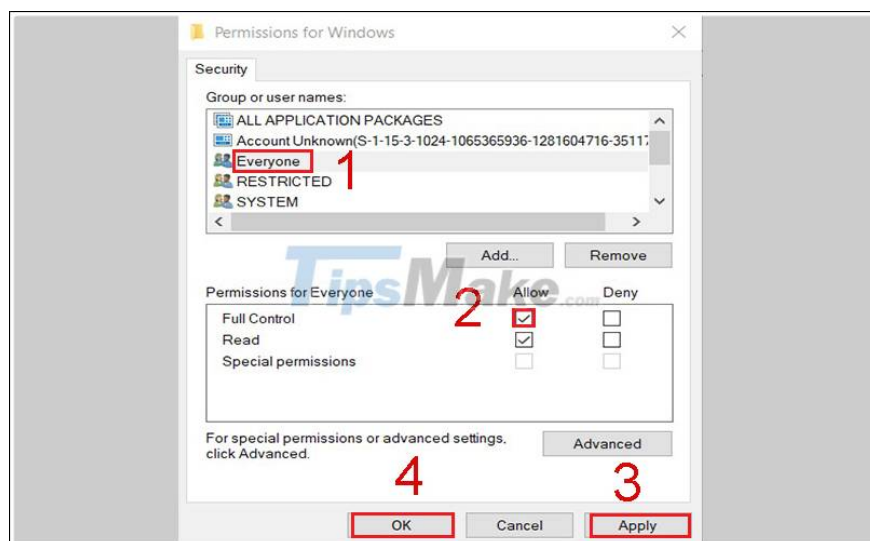 Permissions for Windows
Security
Group or user names:
ALL APPLICATION PACKAGES
Account Unknown(S-1-15-3-1024-1065365936-1281604716-35117
Everyone 1
RESTRICTED
SYSTEM
Add... Remove
TipsMake.com
Permissions for Everyone Allow Deny
2
Full Control
Read
Special permissions
For special permissions or advanced settings, click Advanced.
Advanced
4 3
OK Cancel Apply